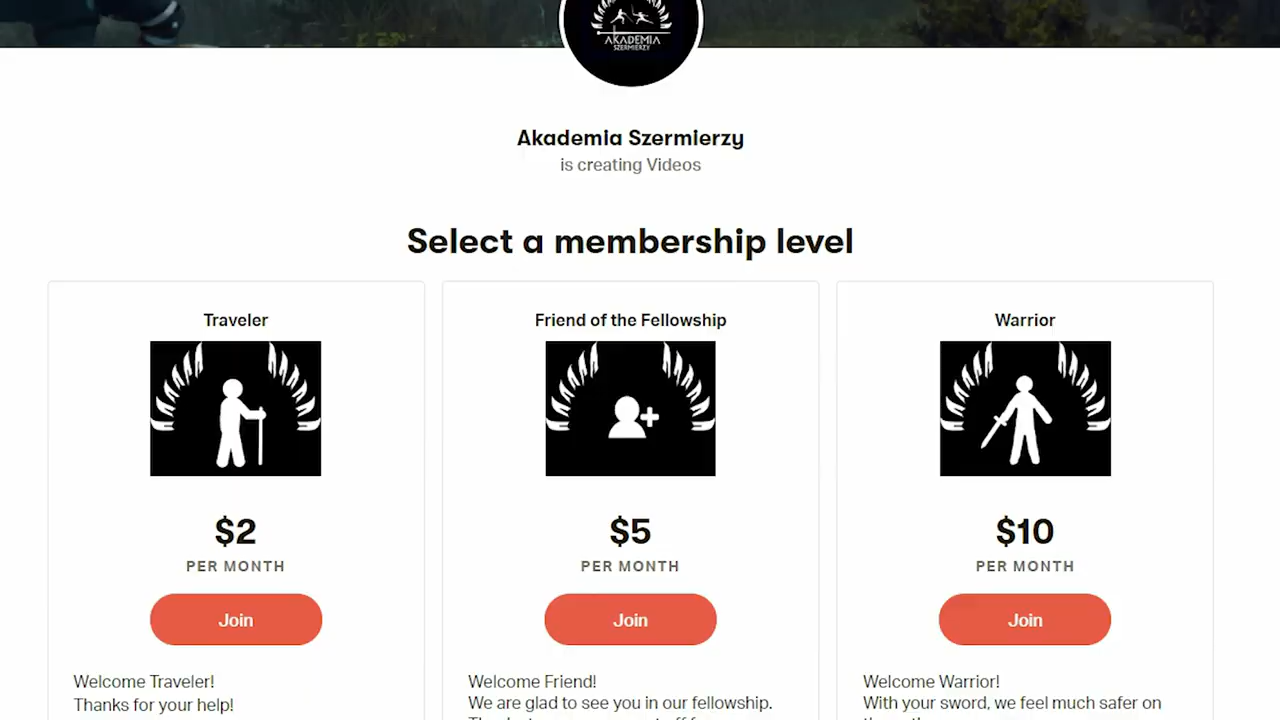 AKADEMIA
SZERMIERZY
Akademia Szermierzy
is creating Videos
Select a membership level
Traveler
$2
PER MONTH
Join
Welcome Traveler!
Thanks for your help!
Friend of the Fellowship
$5
PER MONTH
Join
Welcome Friend!
We are glad to see you in our fellowship.
Warrior
$10
PER MONTH
Join
Welcome Warrior!
With your sword, we feel much safer on